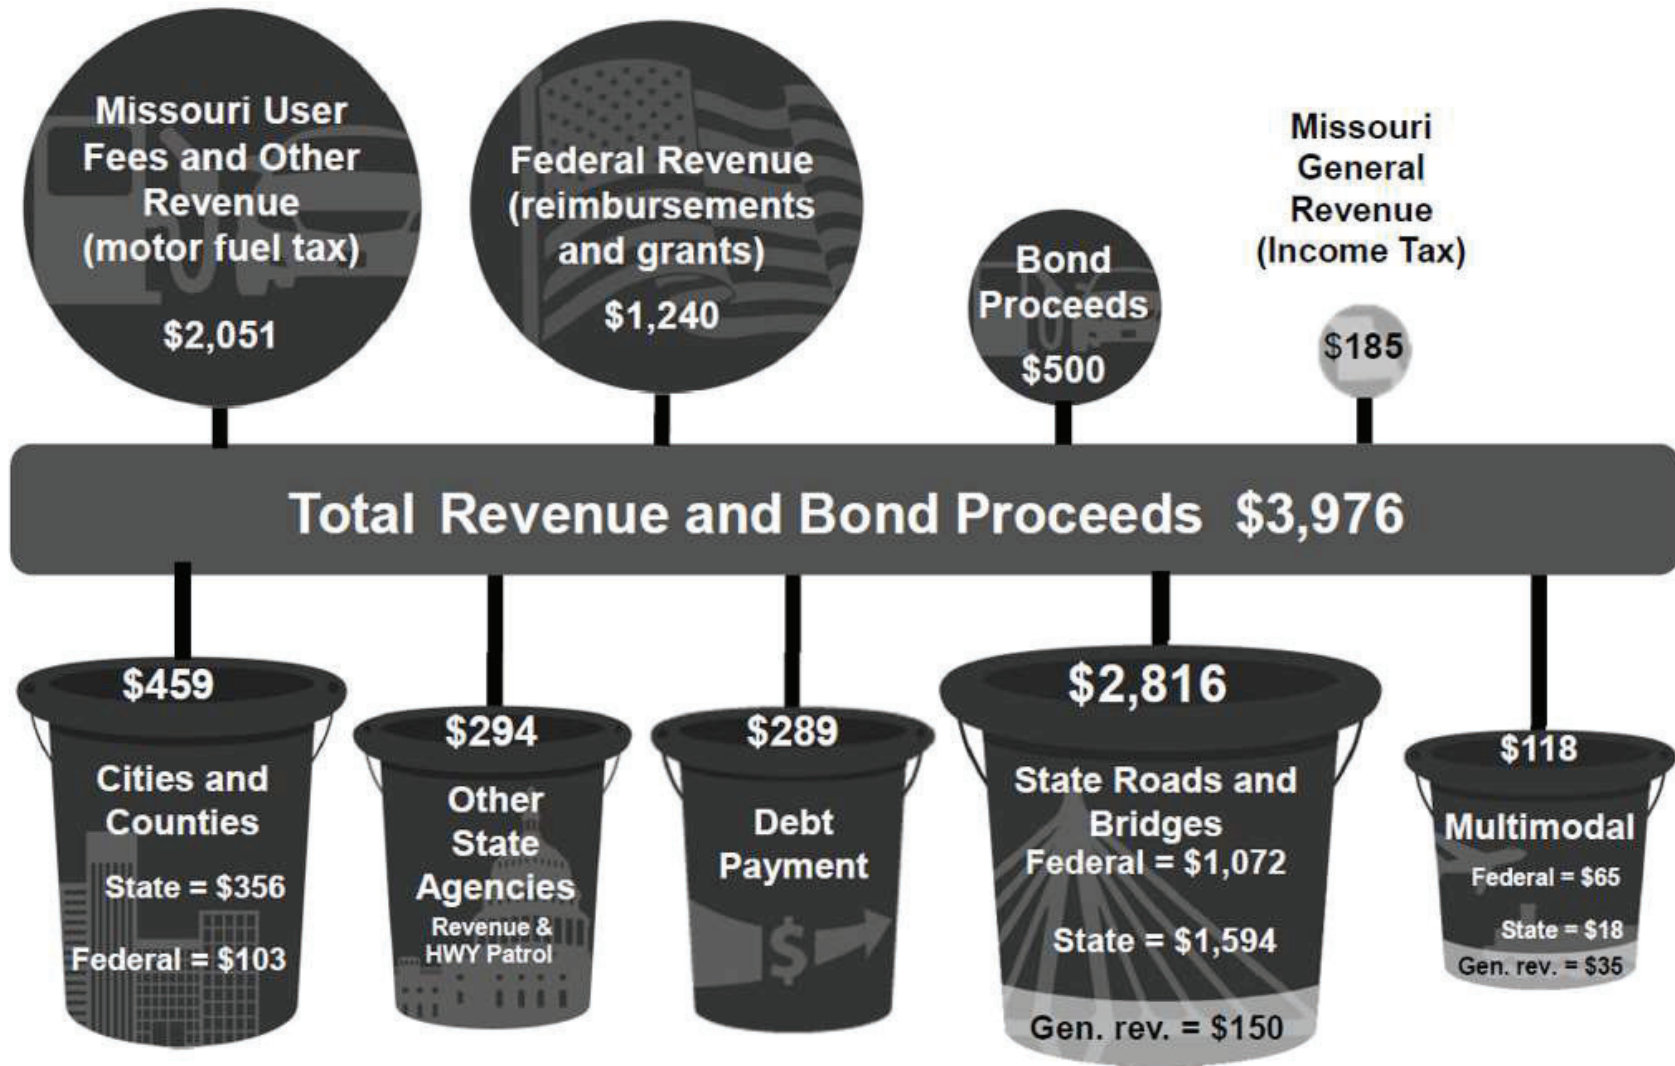 Missouri User
Fees and Other
Revenue
(motor fuel tax)
$2,051
Federal Revenue
(reimbursements
and grants)
$1,240
Bond
Proceeds
$500
Missouri
General
Revenue
(Income Tax)
$185
Total Revenue and Bond Proceeds $3,976
$459
Cities and
Counties
State = $356
Federal = $103
$294
Other
State
Agencies
Revenue &
HWY Patrol
$289
Debt
Payment
$
$2,816
State Roads and
Bridges
Federal = $1,072
State = $1,594
Gen. rev. = $150
$118
Multimodal
Federal = $65
State = $18
Gen. rev. = $35